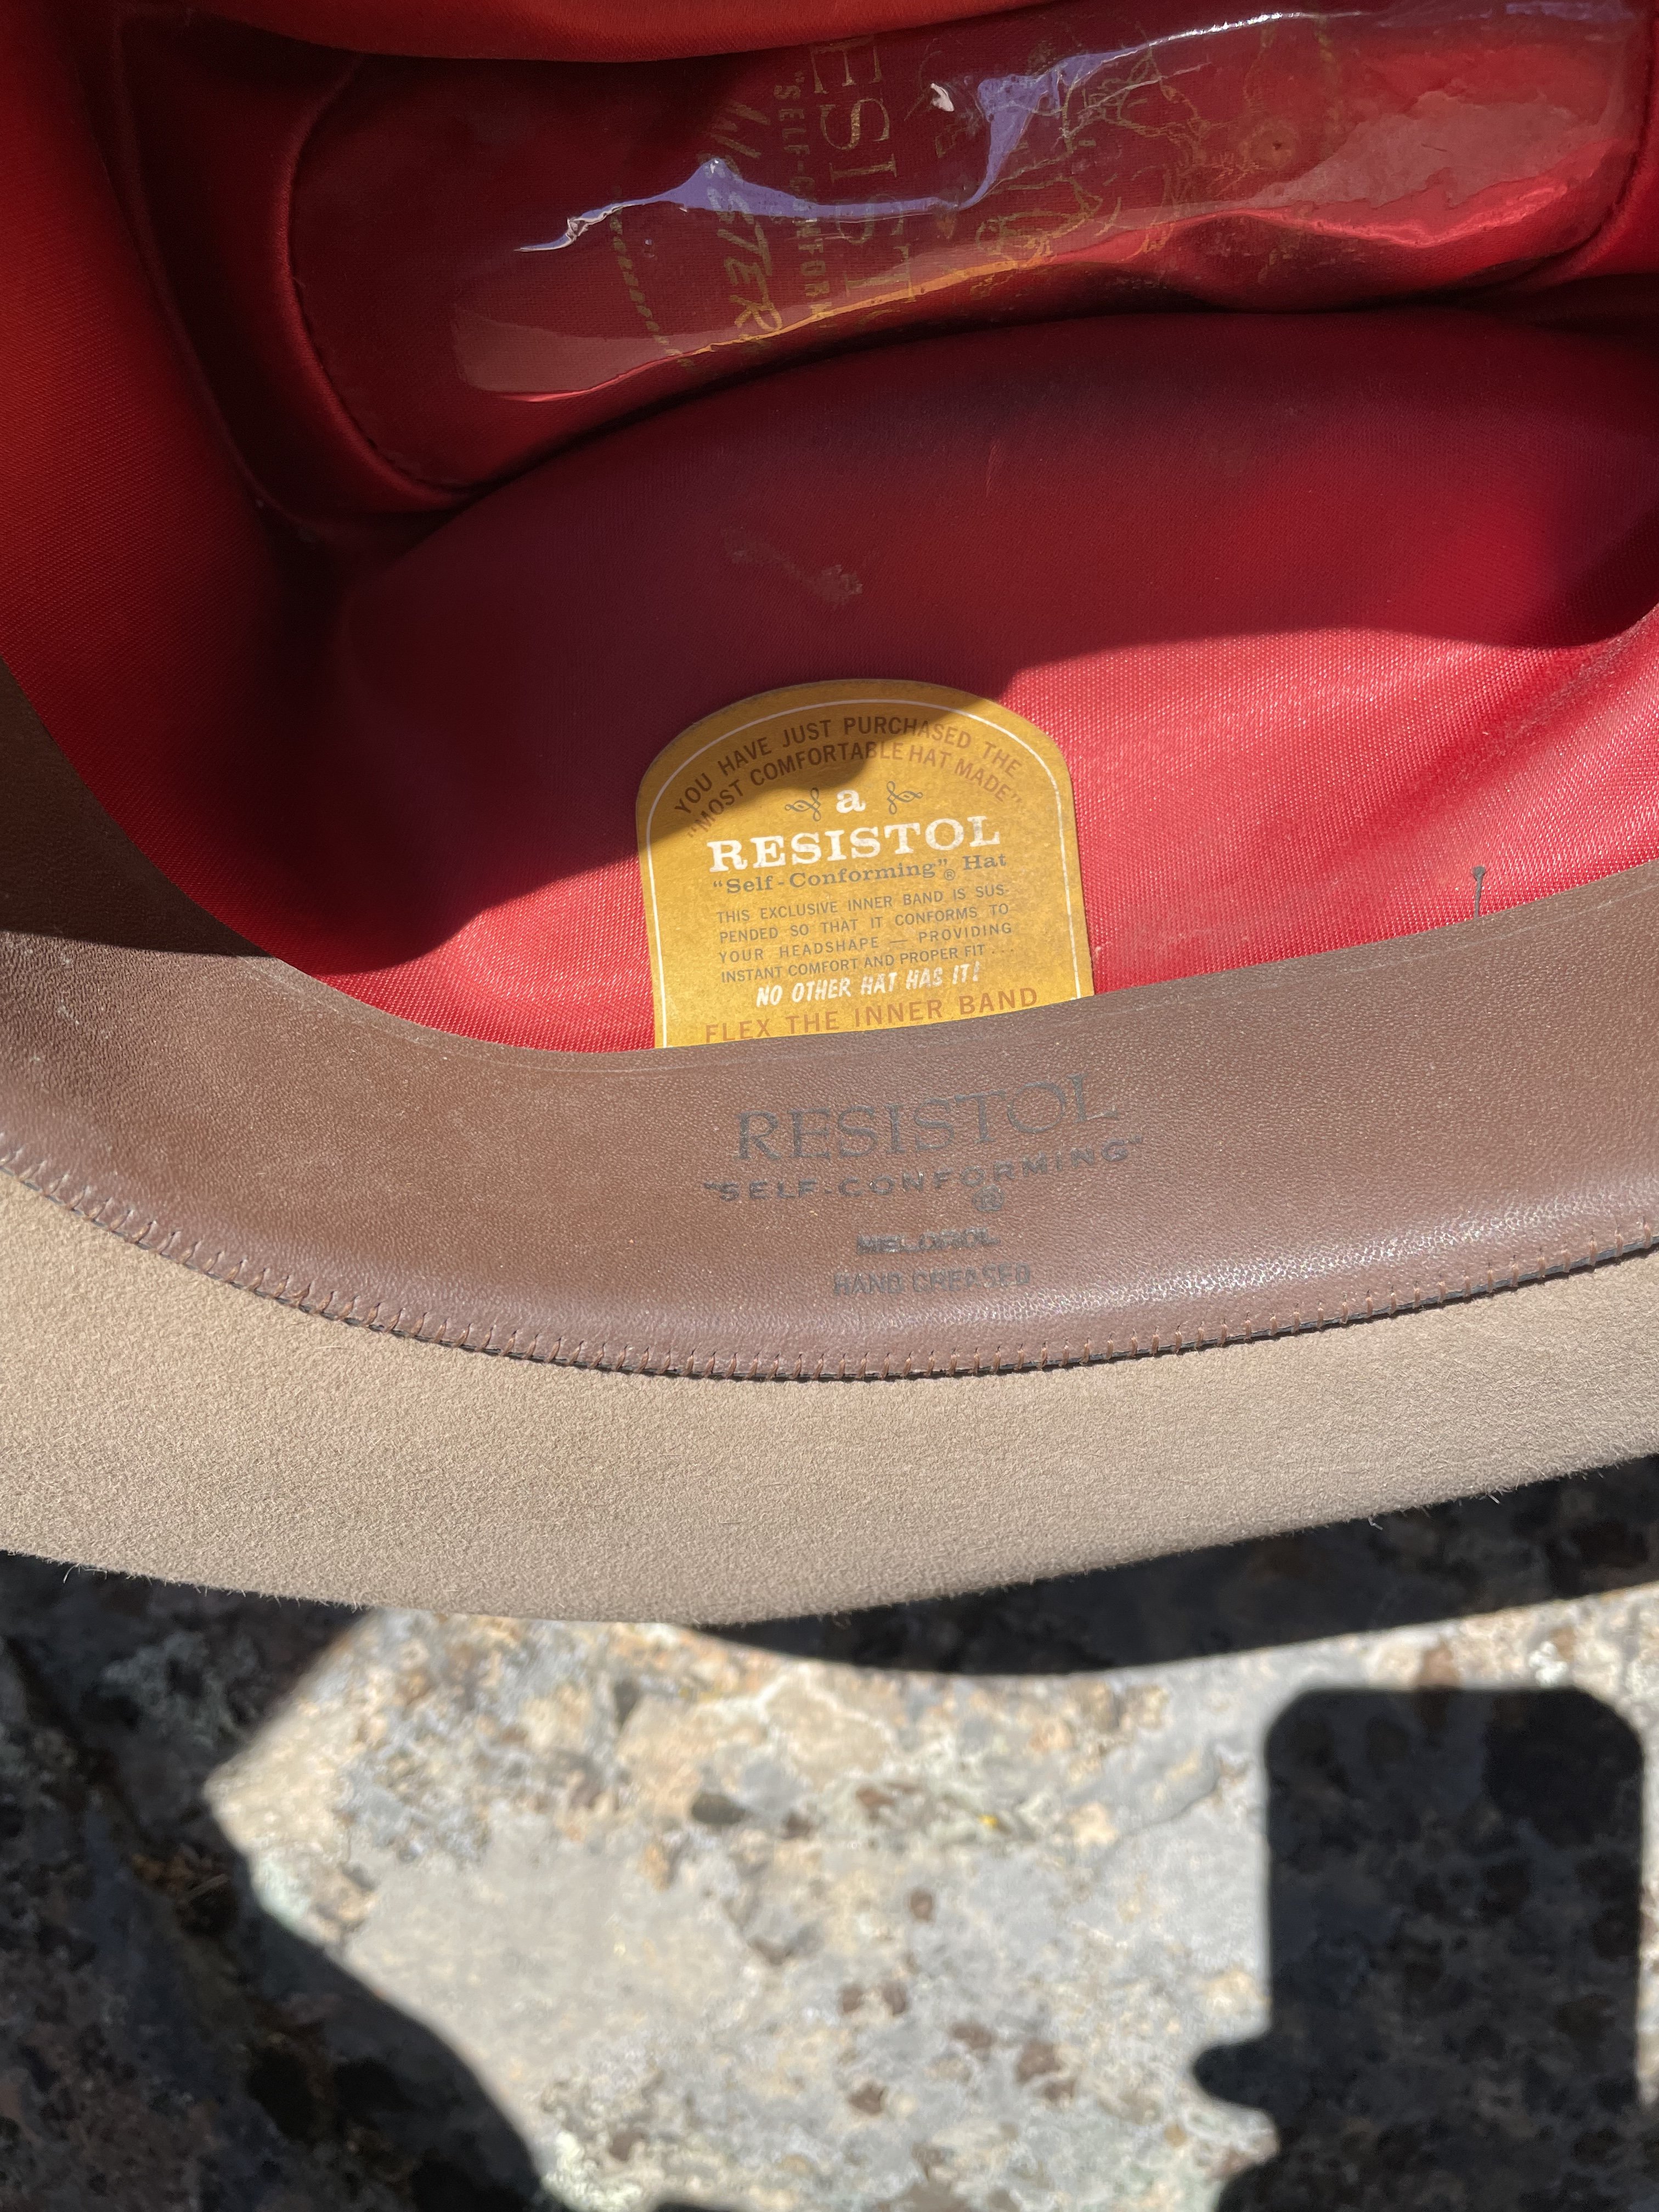 "SELF-CONFORM
YOU HAVE JUST PURCHASED THE
"MOST COMFORTABLE HAT MADE"
a
RESISTOL
"Self-Conforming"® Hat
THIS EXCLUSIVE INNER BAND IS SUS-
PENDED SO THAT IT CONFORMS TO
YOUR HEADSHAPE — PROVIDING
INSTANT COMFORT AND PROPER FIT...
NO OTHER HAT HAS IT!
FLEX THE INNER BAND
RESISTOL
"SELF-CONFORMING"
®
HAND CREASED